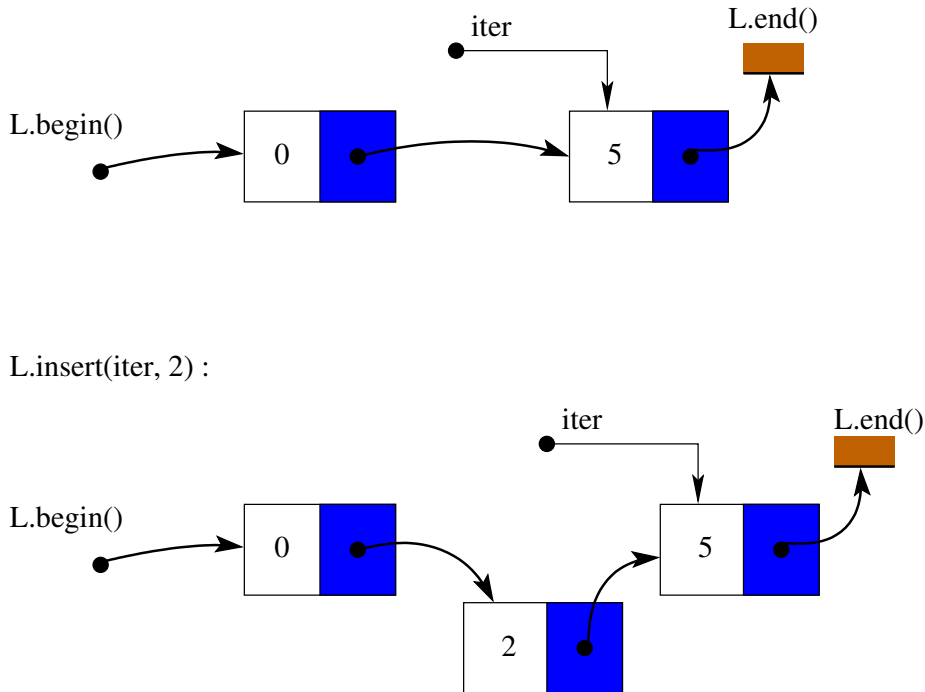 L.end()
iter
L.begin()
0
5
L.insert(iter, 2) :
iter
L.end()
L.begin()
0
5
2